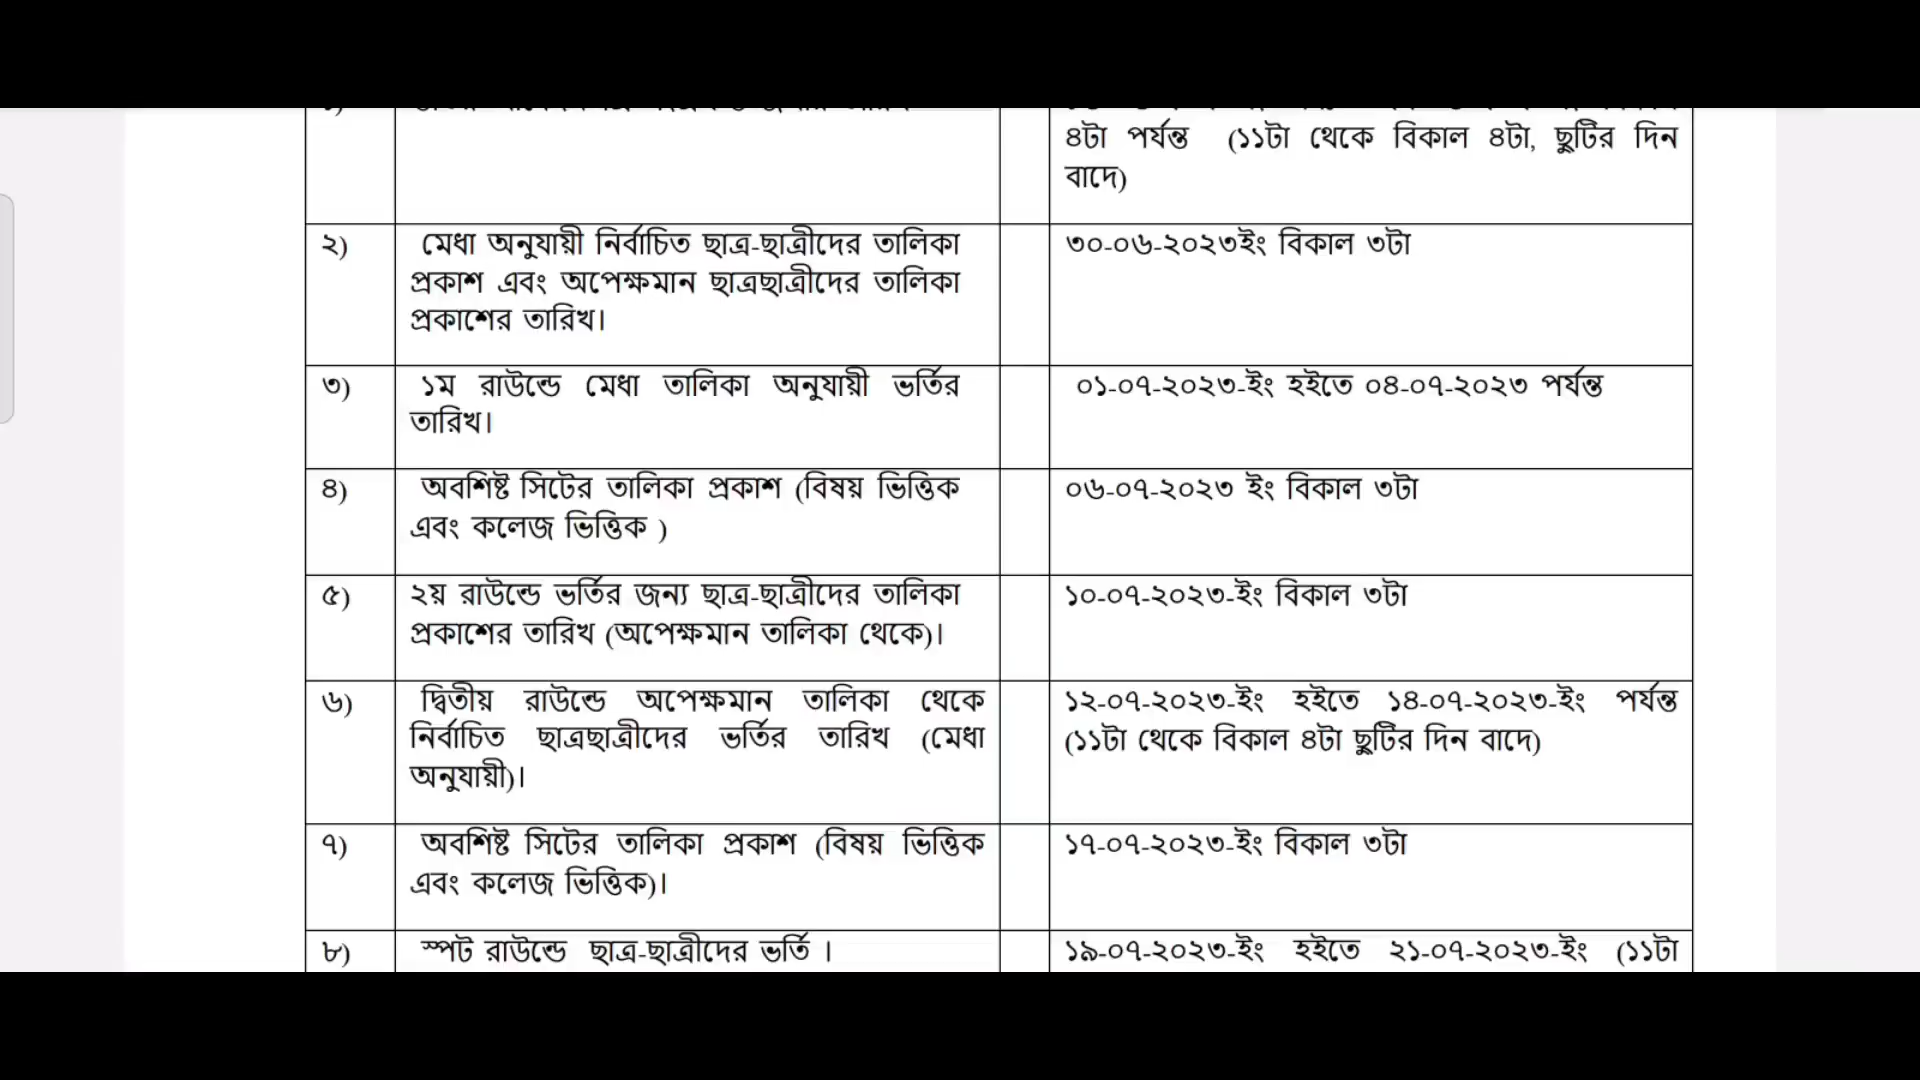 ৪টা পর্যন্ত (১১টা থেকে বিকাল ৪টা, ছুটির দিন
বাদে)
২) মেধা অনুযায়ী নির্বাচিত ছাত্র-ছাত্রীদের তালিকা ৩০-০৬-২০২৩ইং বিকাল ৩টা
প্রকাশ এবং অপেক্ষমান ছাত্রছাত্রীদের তালিকা
প্রকাশের তারিখ।
৩) ১ম রাউন্ডে মেধা তালিকা অনুযায়ী ভর্তির ০১-০৭-২০২৩-ইং হইতে ০৪-০৭-২০২৩ পর্যন্ত
তারিখ।
৪) অবশিষ্ট সিটের তালিকা প্রকাশ (বিষয় ভিত্তিক ০৬-০৭-২০২৩ ইং বিকাল ৩টা
এবং কলেজ ভিত্তিক )
৫) ২য় রাউন্ডে ভর্তির জন্য ছাত্র-ছাত্রীদের তালিকা ১০-০৭-২০২৩-ইং বিকাল ৩টা
প্রকাশের তারিখ (অপেক্ষমান তালিকা থেকে)।
৬) দ্বিতীয় রাউন্ডে অপেক্ষমান তালিকা থেকে ১২-০৭-২০২৩-ইং হইতে ১৪-০৭-২০২৩-ইং পর্যন্ত
নির্বাচিত ছাত্রছাত্রীদের ভর্তির তারিখ (মেধা (১১টা থেকে বিকাল ৪টা ছুটির দিন বাদে)
অনুযায়ী)।
৭) অবশিষ্ট সিটের তালিকা প্রকাশ (বিষয় ভিত্তিক ১৭-০৭-২০২৩-ইং বিকাল ৩টা
এবং কলেজ ভিত্তিক)।
৮) স্পট রাউন্ডে ছাত্র-ছাত্রীদের ভর্তি । ১৯-০৭-২০২৩-ইং হইতে ২১-০৭-২০২৩-ইং (১১টা